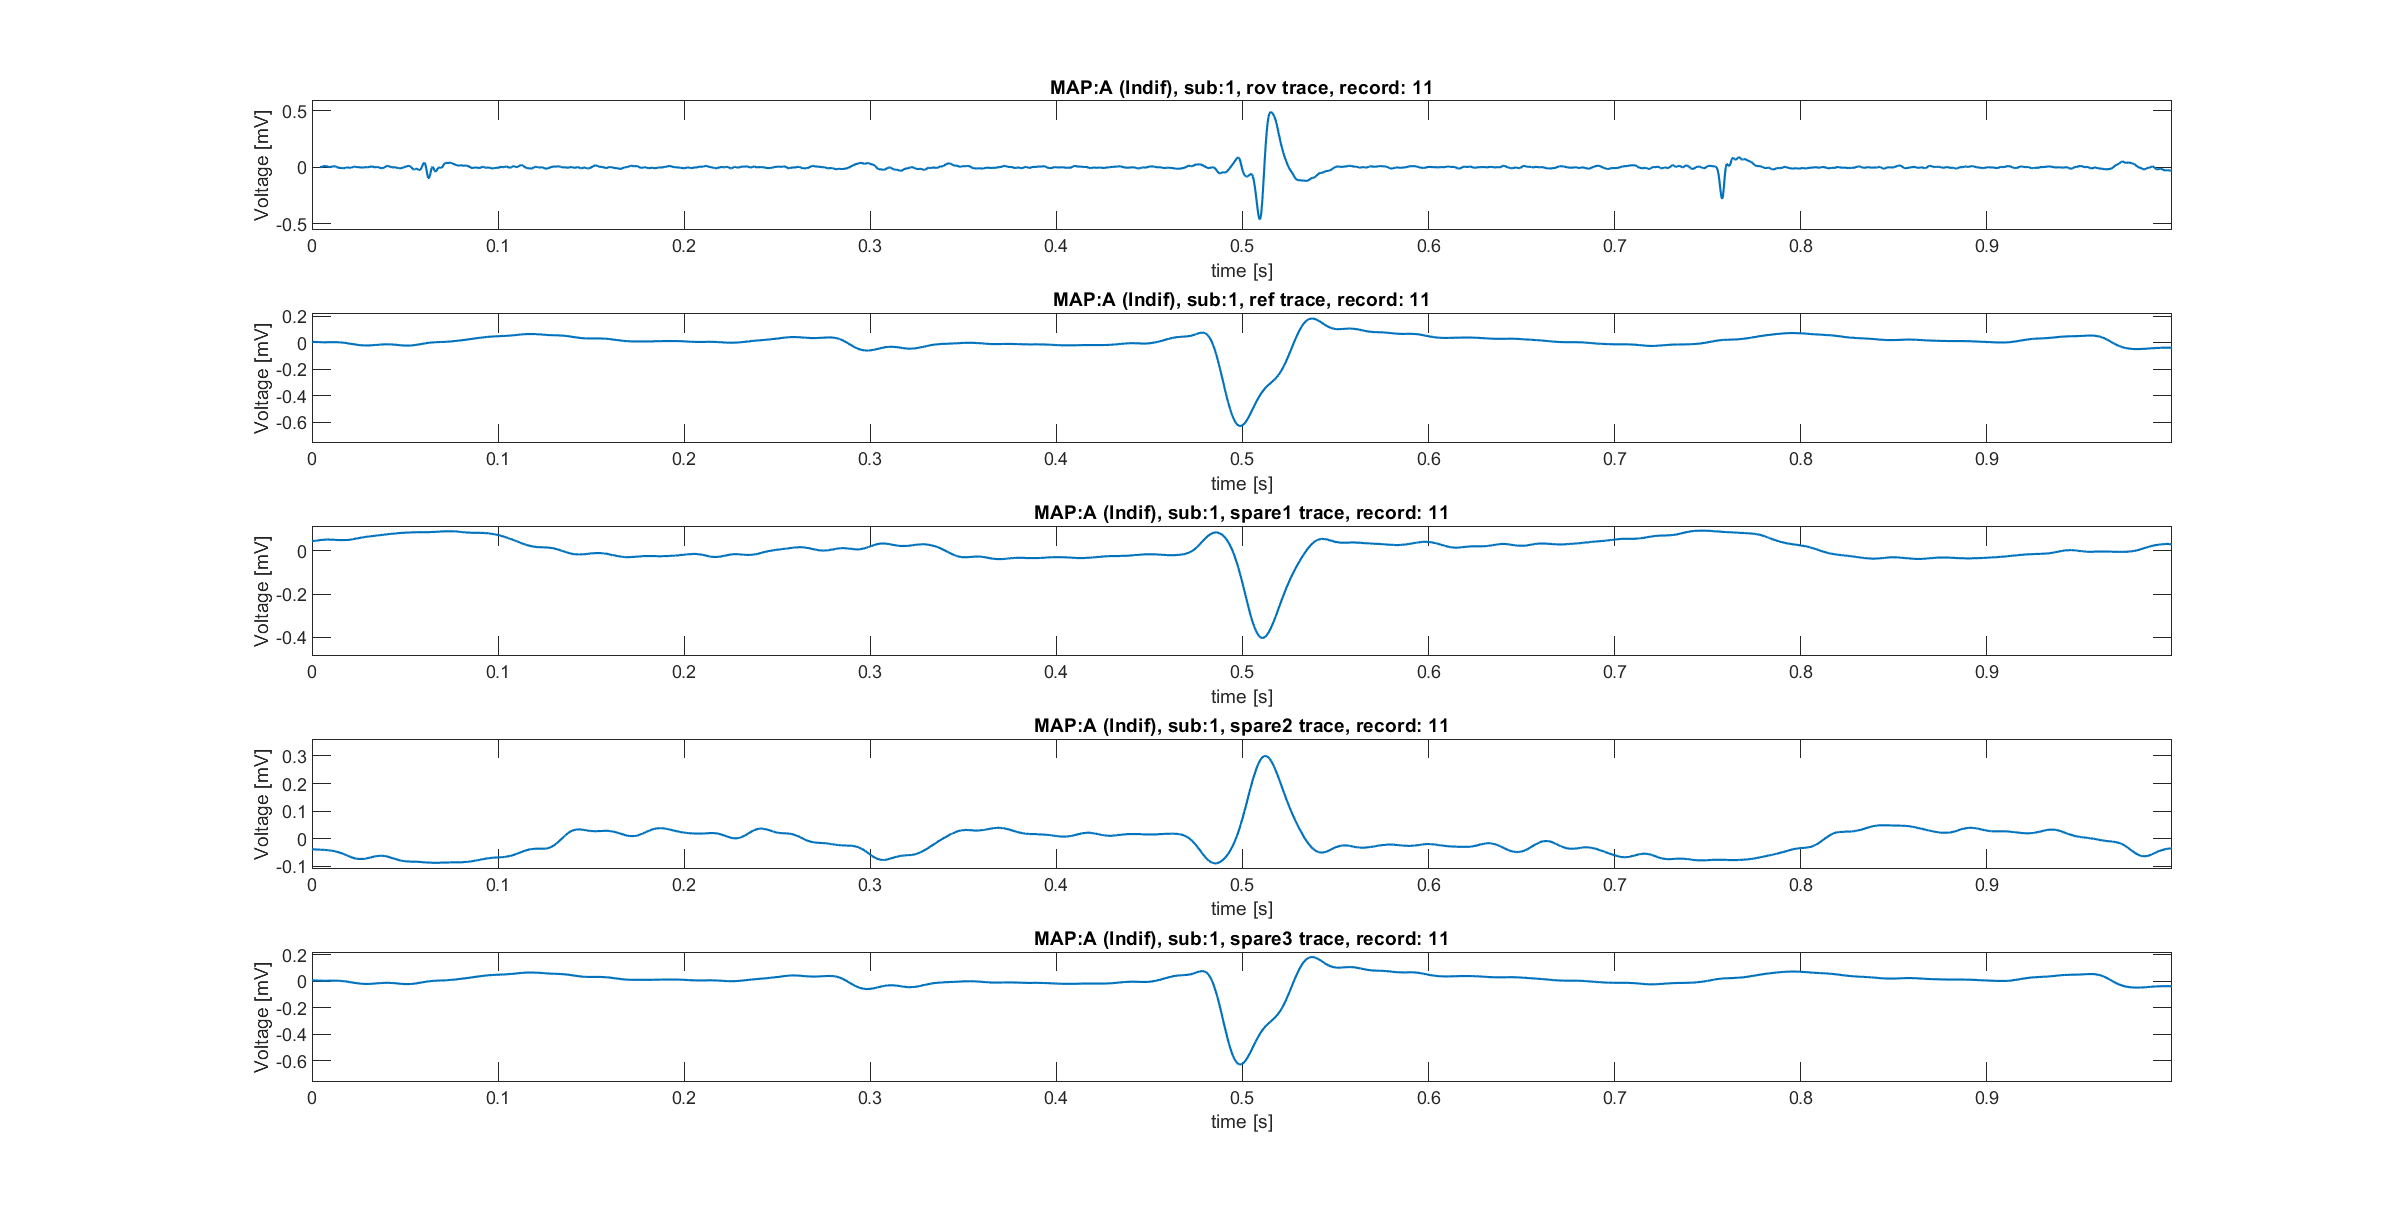 MAP:A (Indif), sub:1, rov trace, record: 11
Voltage [mV]
0.5
0
-0.5
0 0.1 0.2 0.3 0.4 0.5 0.6 0.7 0.8 0.9
time [s]
MAP:A (Indif), sub:1, ref trace, record: 11
Voltage [mV]
0.2
0
-0.2
-0.4
-0.6
0 0.1 0.2 0.3 0.4 0.5 0.6 0.7 0.8 0.9
time [s]
MAP:A (Indif), sub:1, spare1 trace, record: 11
Voltage [mV]
0
-0.2
-0.4
0 0.1 0.2 0.3 0.4 0.5 0.6 0.7 0.8 0.9
time [s]
MAP:A (Indif), sub:1, spare2 trace, record: 11
Voltage [mV]
0.3
0.2
0.1
0
-0.1
0 0.1 0.2 0.3 0.4 0.5 0.6 0.7 0.8 0.9
time [s]
MAP:A (Indif), sub:1, spare3 trace, record: 11
Voltage [mV]
0.2
0
-0.2
-0.4
-0.6
0 0.1 0.2 0.3 0.4 0.5 0.6 0.7 0.8 0.9
time [s]